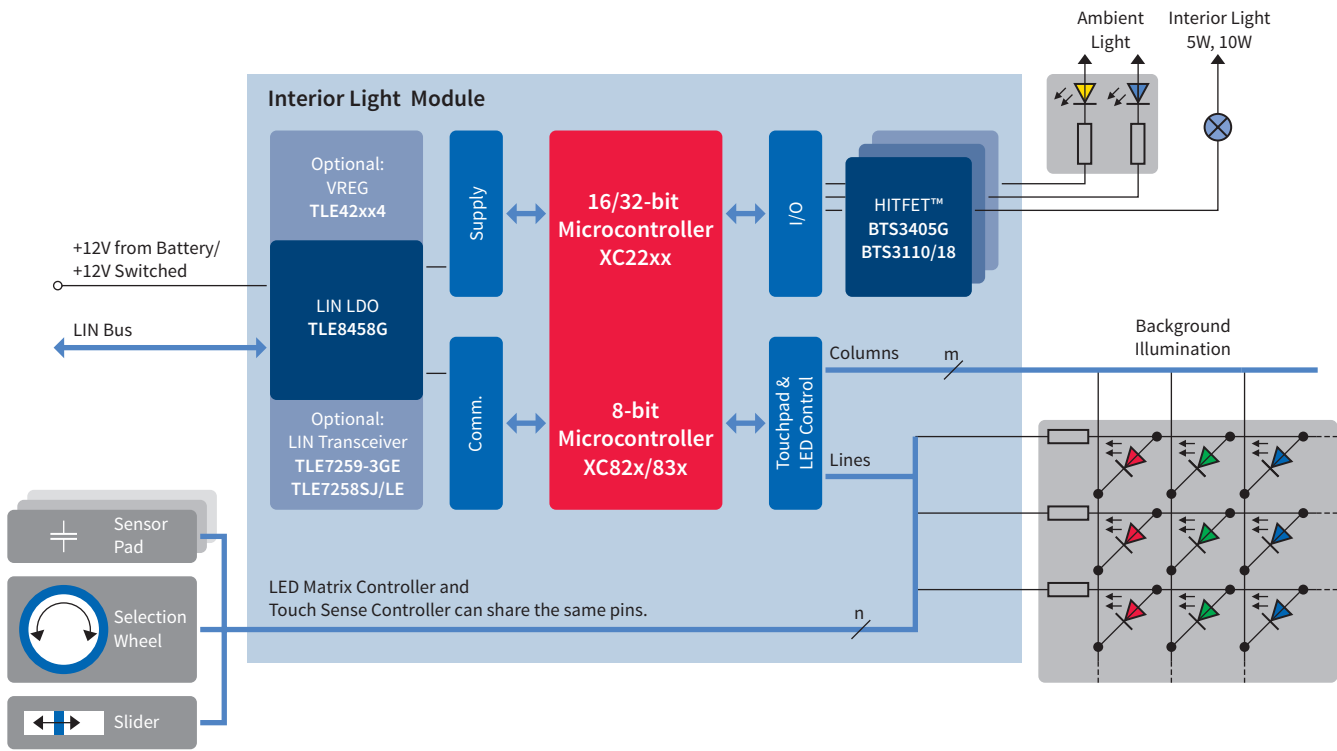 Ambient
Light
Interior Light
5W, 10W
Interior Light Module
Optional:
VREG
TLE42xx4
Supply
16/32-bit
Microcontroller
XC22xx
I/O
HITFET™
BTS3405G
BTS3110/18
+12V from Battery/
+12V Switched
LIN LDO
TLE8458G
LIN Bus
Optional:
LIN Transceiver
TLE7259-3GE
TLE7258SJ/LE
Comm.
8-bit
Microcontroller
XC82x/83x
Touchpad &
LED Control
Columns
m
Lines
Background
Illumination
Sensor
Pad
Selection
Wheel
Slider
LED Matrix Controller and
Touch Sense Controller can share the same pins.
n